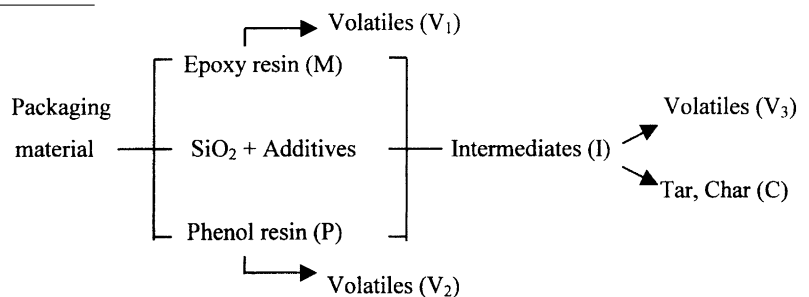 Volatiles (V₁)
Epoxy resin (M)
Packaging
material
SiO₂ + Additives
Intermediates (I)
Volatiles (V₃)
Tar, Char (C)
Phenol resin (P)
Volatiles (V₂)